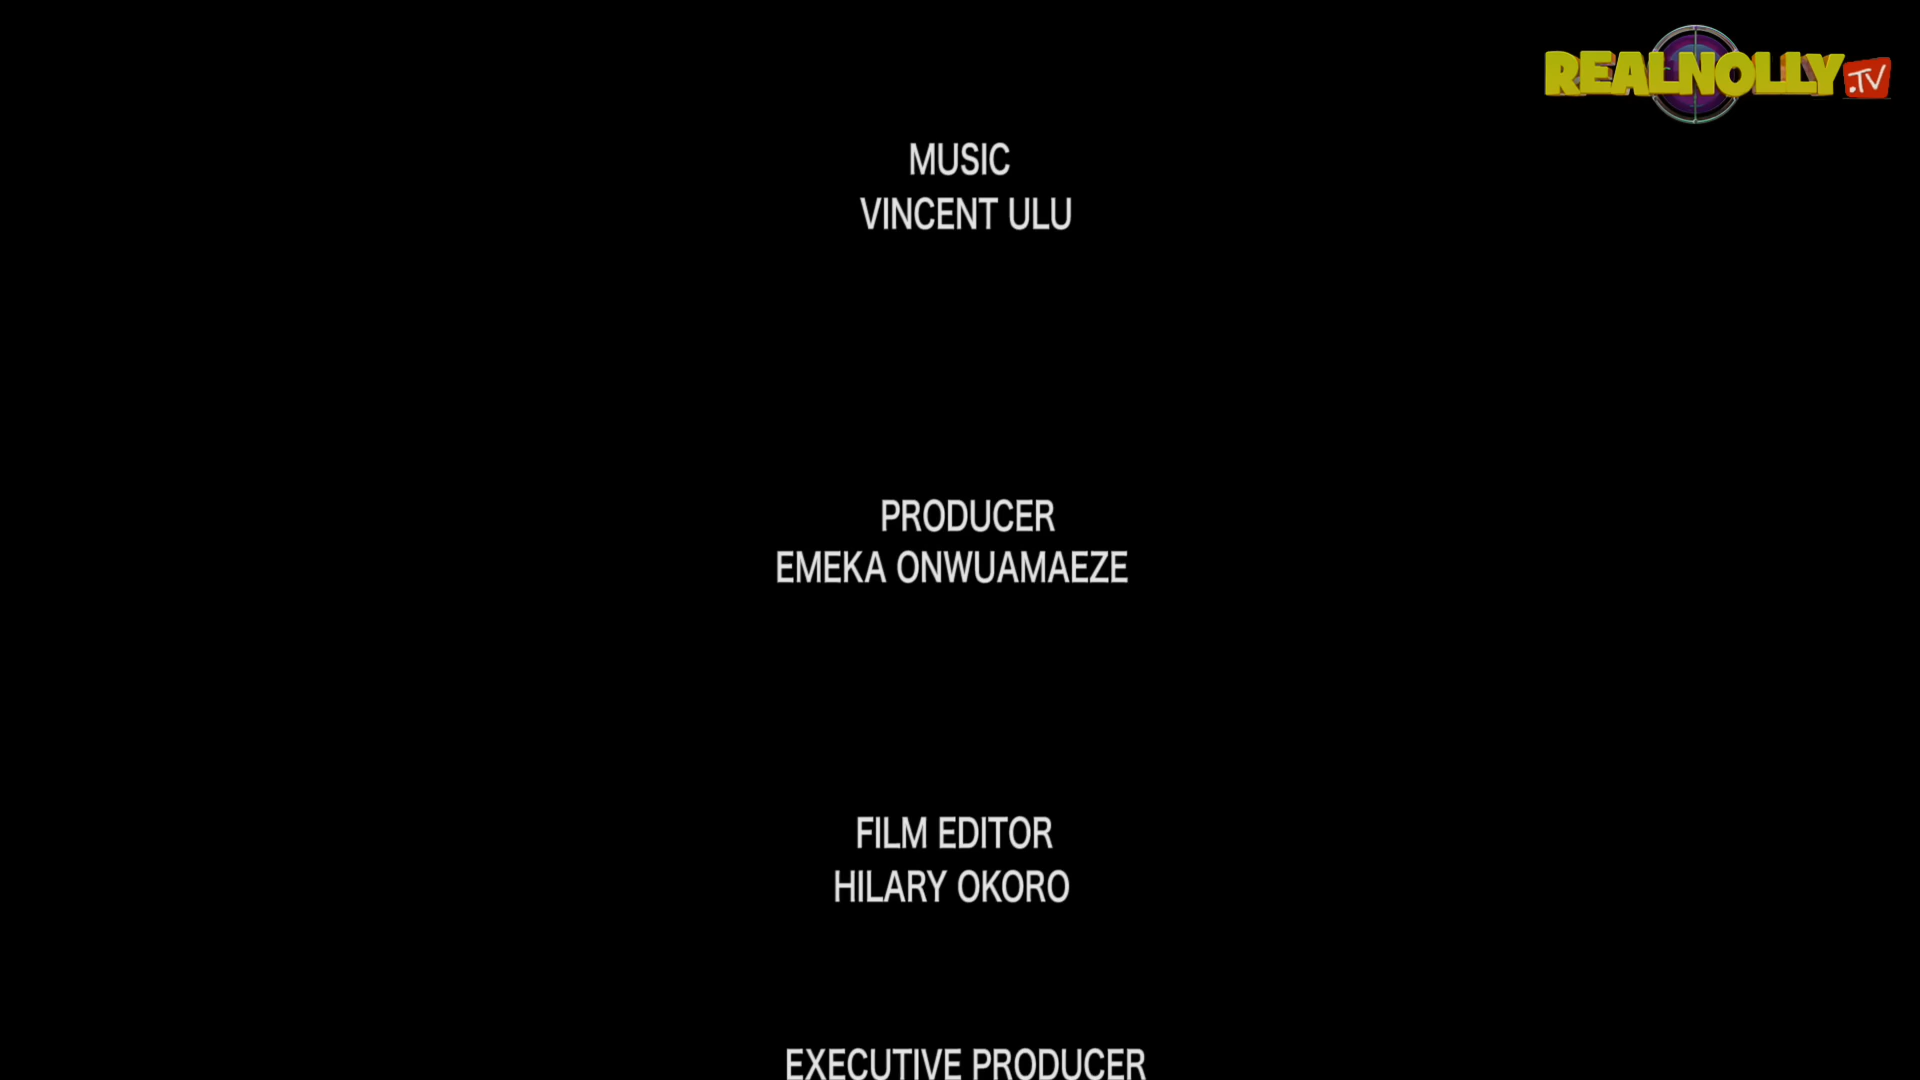 REALNOLLY.TV
MUSIC
VINCENT ULU
PRODUCER
EMEKA ONWUAMAEZE
FILM EDITOR
HILARY OKORO
EXECUTIVE PRODUCER